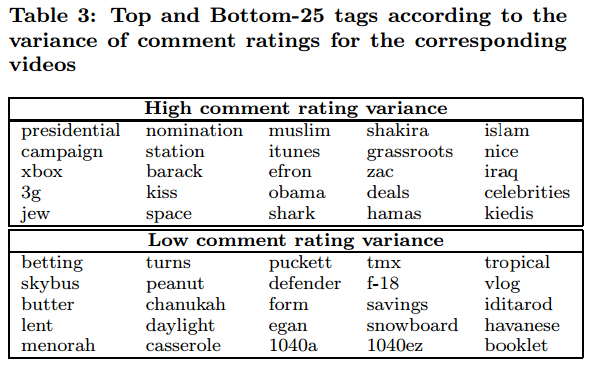 Table 3: Top and Bottom-25 tags according to the
variance of comment ratings for the corresponding
videos
High comment rating variance
presidential nomination muslim shakira islam
campaign station itunes grassroots nice
xbox barack efron zac iraq
3g kiss obama deals celebrities
jew space shark hamas kiedis
Low comment rating variance
betting turns puckett tmx tropical
skybus peanut defender f-18 vlog
butter chanukah form savings iditarod
lent daylight egan snowboard havanese
menorah casserole 1040a 1040ez booklet